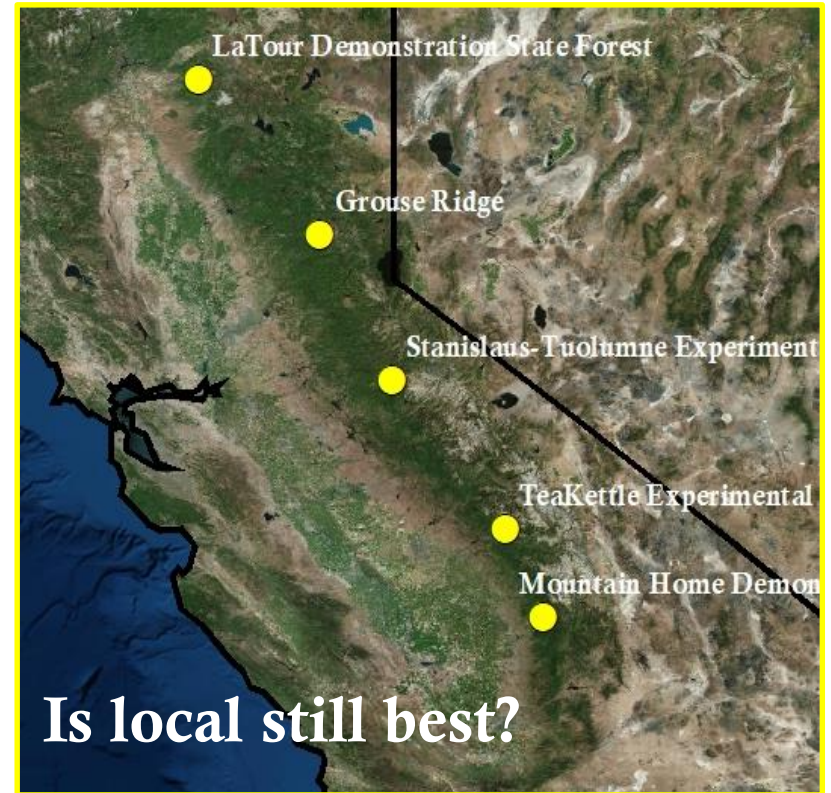 LaTour Demonstration State Forest
Grouse Ridge
Stanislaus-Tuolumne Experiment
TeaKettle Experimental
Mountain Home Demon
Is local still best?